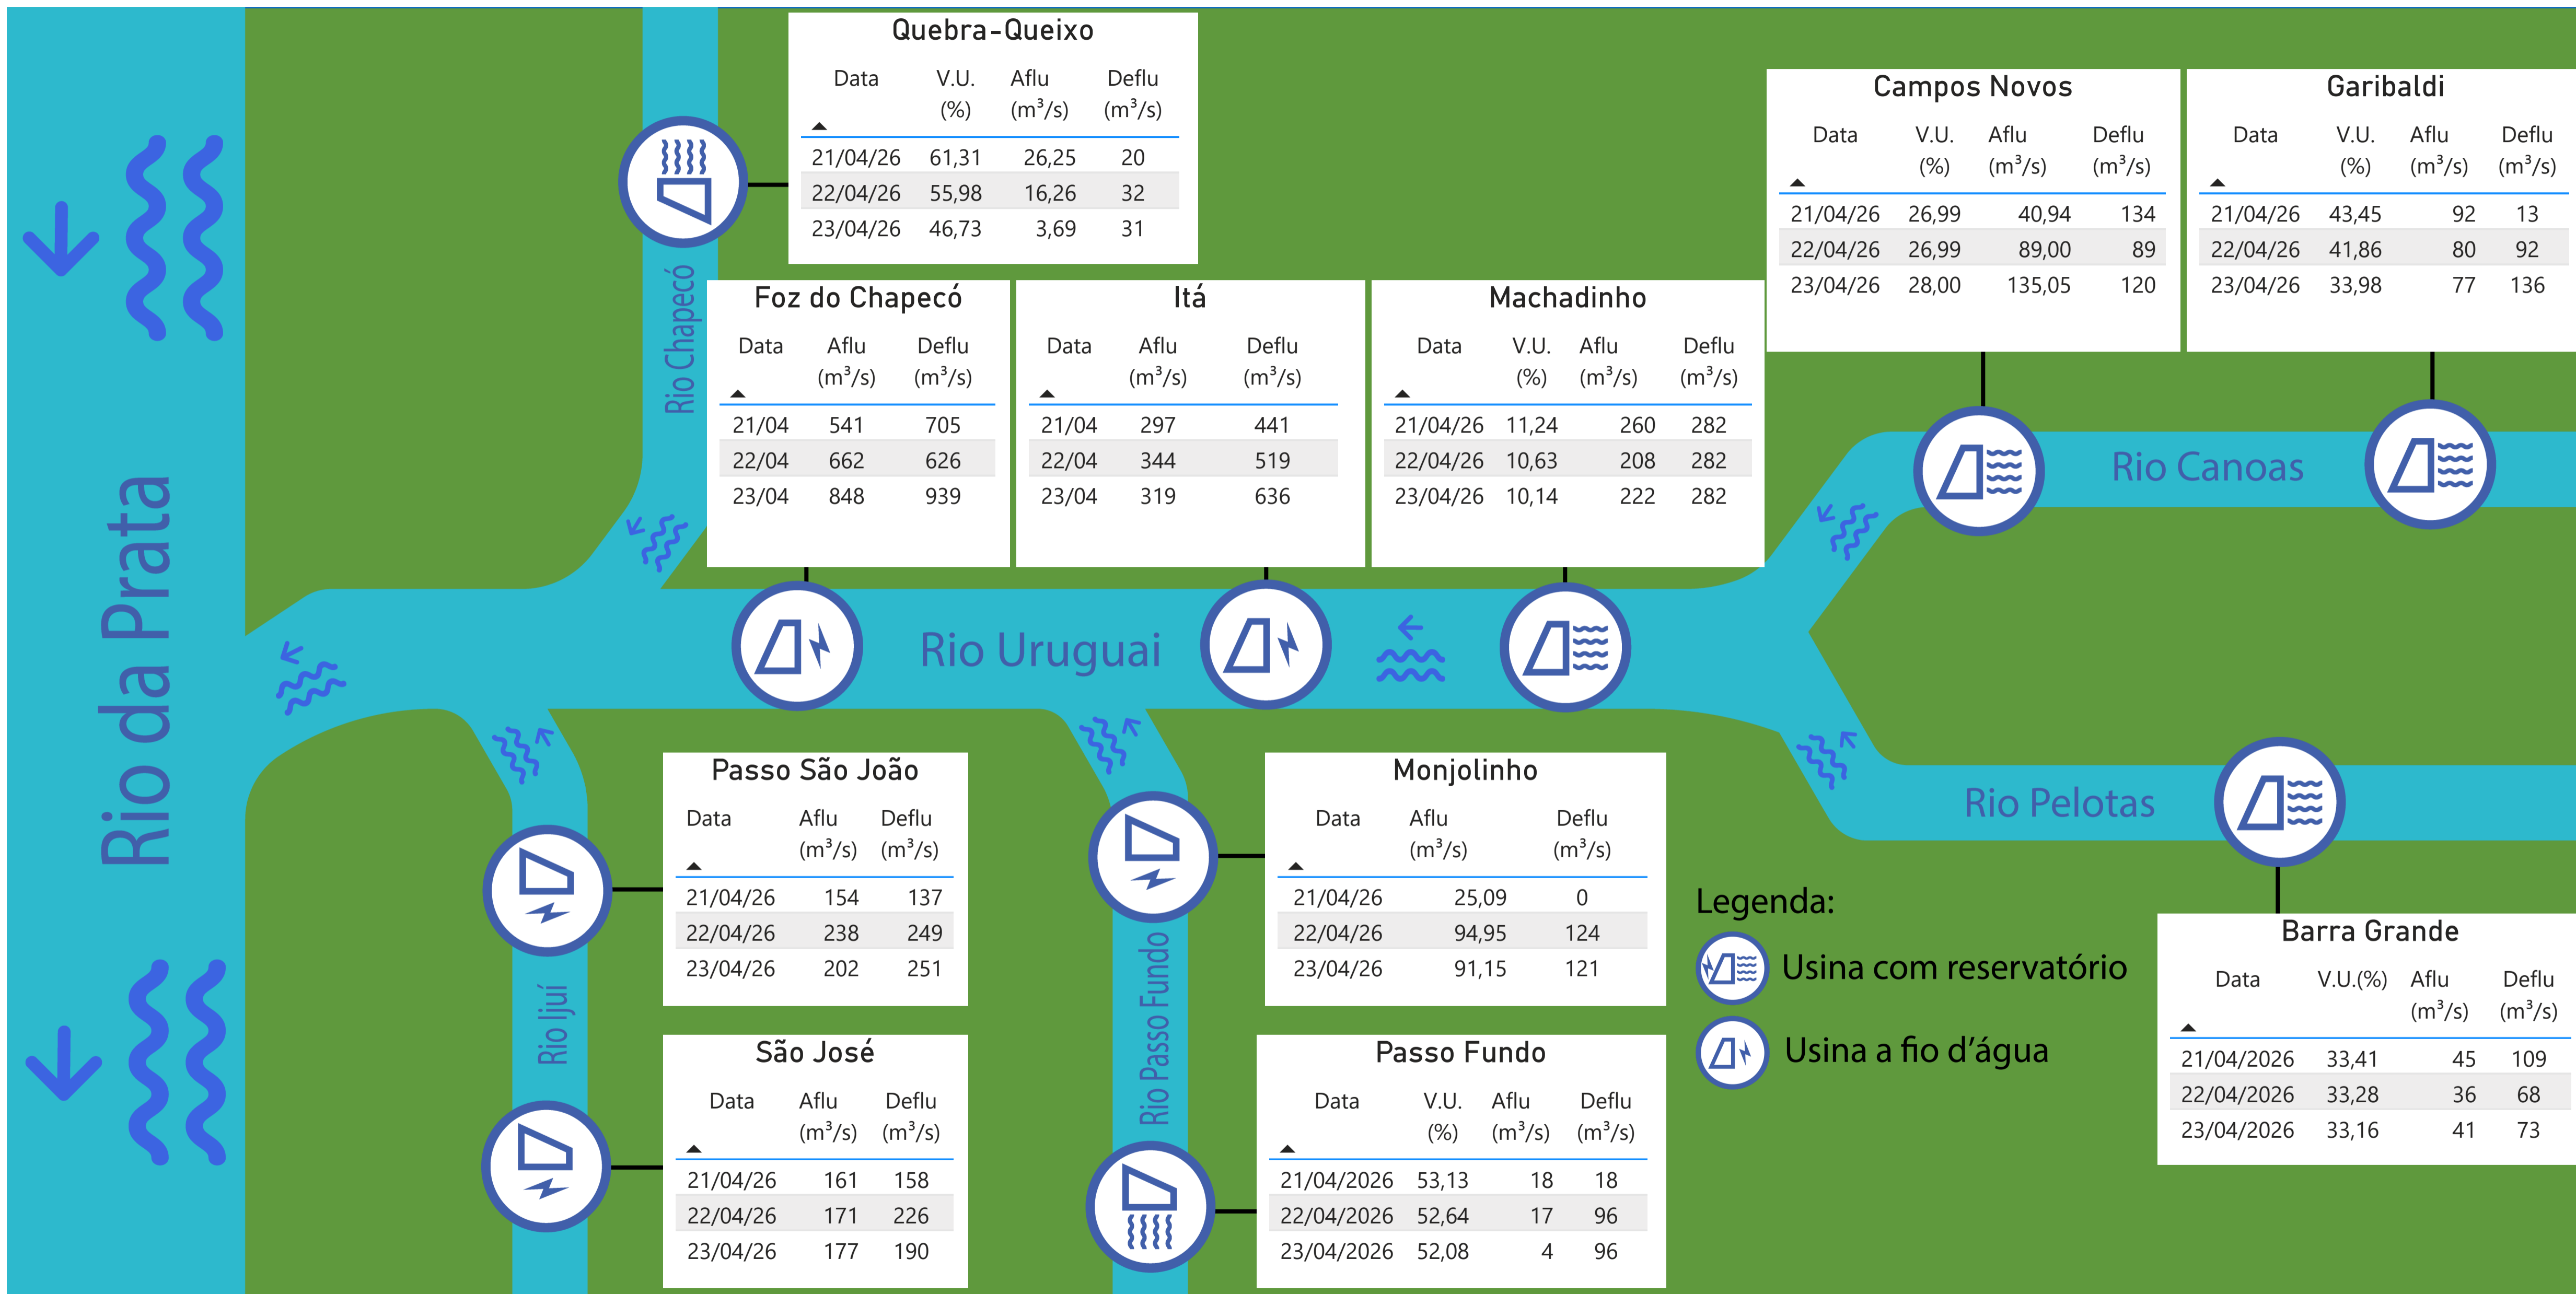 Quebra-Queixo
Data V.U. (%) Aflu (m³/s) Deflu (m³/s)
21/04/26 61,31 26,25 20
22/04/26 55,98 16,26 32
23/04/26 46,73 3,69 31
Campos Novos
Data V.U. (%) Aflu (m³/s) Deflu (m³/s)
21/04/26 26,99 40,94 134
22/04/26 26,99 89,00 89
23/04/26 28,00 135,05 120
Garibaldi
Data V.U. (%) Aflu (m³/s) Deflu (m³/s)
21/04/26 43,45 92 13
22/04/26 41,86 80 92
23/04/26 33,98 77 136
Rio Chapecó
Foz do Chapecó
Data Aflu (m³/s) Deflu (m³/s)
21/04 541 705
22/04 662 626
23/04 848 939
Itá
Data Aflu (m³/s) Deflu (m³/s)
21/04 297 441
22/04 344 519
23/04 319 636
Machadinho
Data V.U. (%) Aflu (m³/s) Deflu (m³/s)
21/04/26 11,24 260 282
22/04/26 10,63 208 282
23/04/26 10,14 222 282
Rio Canoas
Rio da Prata
Rio Uruguai
Rio Pelotas
Passo São João
Data Aflu (m³/s) Deflu (m³/s)
21/04/26 154 137
22/04/26 238 249
23/04/26 202 251
Monjolinho
Data Aflu (m³/s) Deflu (m³/s)
21/04/26 25,09 0
22/04/26 94,95 124
23/04/26 91,15 121
Legenda:
Usina com reservatório
Usina a fio d’água
Barra Grande
Data V.U.(%) Aflu (m³/s) Deflu (m³/s)
21/04/2026 33,41 45 109
22/04/2026 33,28 36 68
23/04/2026 33,16 41 73
Rio Ijuí
São José
Data Aflu (m³/s) Deflu (m³/s)
21/04/26 161 158
22/04/26 171 226
23/04/26 177 190
Rio Passo Fundo
Passo Fundo
Data V.U. (%) Aflu (m³/s) Deflu (m³/s)
21/04/2026 53,13 18 18
22/04/2026 52,64 17 96
23/04/2026 52,08 4 96